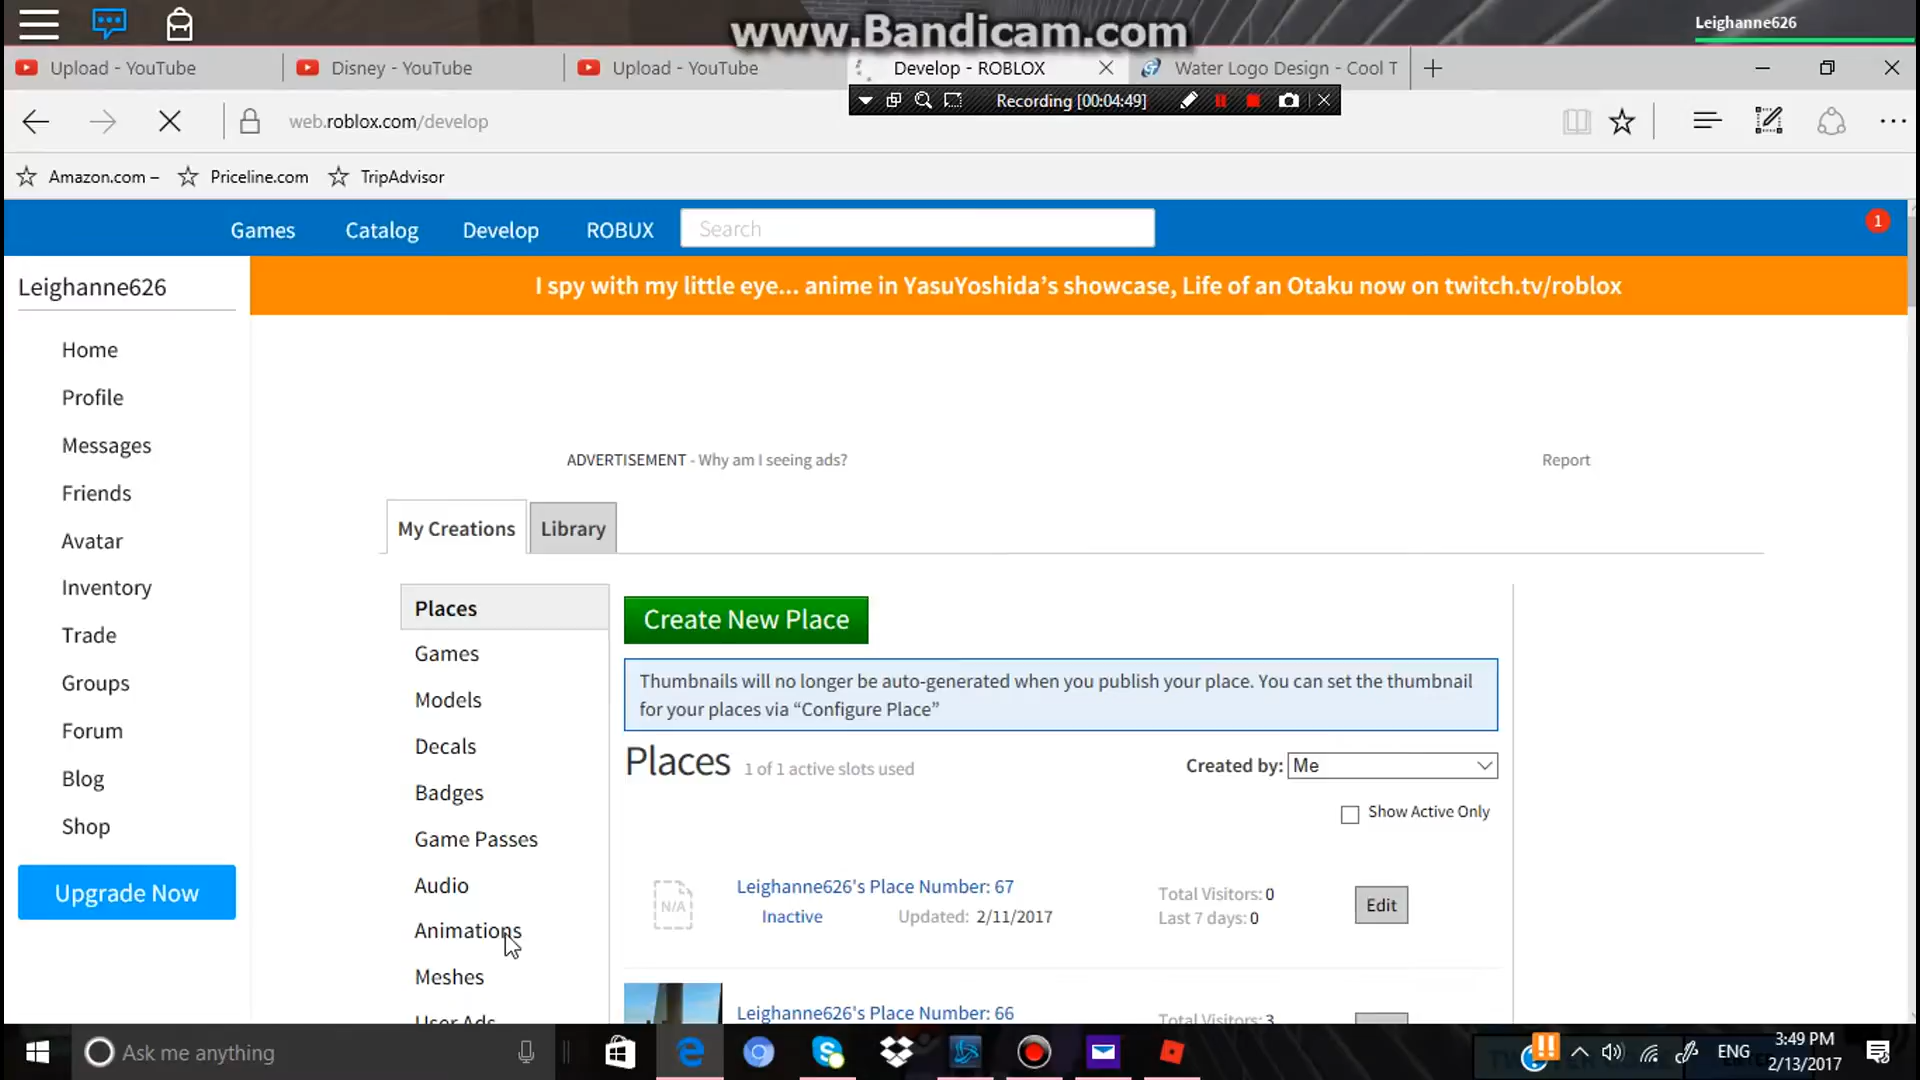 www.Bandicam.com
Leighanne626
Upload - YouTube
Disney - YouTube
Upload - YouTube
Develop - ROBLOX
Water Logo Design - Cool T
Recording [00:04:49]
web.roblox.com/develop
Amazon.com –
Priceline.com
TripAdvisor
Games
Catalog
Develop
ROBUX
Search
1
Leighanne626
I spy with my little eye... anime in YasuYoshida’s showcase, Life of an Otaku now on twitch.tv/roblox
Home
Profile
Messages
Friends
Avatar
Inventory
Trade
Groups
Forum
Blog
Shop
Upgrade Now
ADVERTISEMENT - Why am I seeing ads?
Report
My Creations
Library
Places
Games
Models
Decals
Badges
Game Passes
Audio
Animations
Meshes
User Ads
Create New Place
Thumbnails will no longer be auto-generated when you publish your place. You can set the thumbnail
for your places via “Configure Place”
Places
1 of 1 active slots used
Created by:
Me
Show Active Only
N/A
Leighanne626's Place Number: 67
Inactive
Updated: 2/11/2017
Total Visitors: 0
Last 7 days: 0
Edit
Leighanne626's Place Number: 66
Total Visitors: 3
Ask me anything
ENG
3:49 PM
2/13/2017